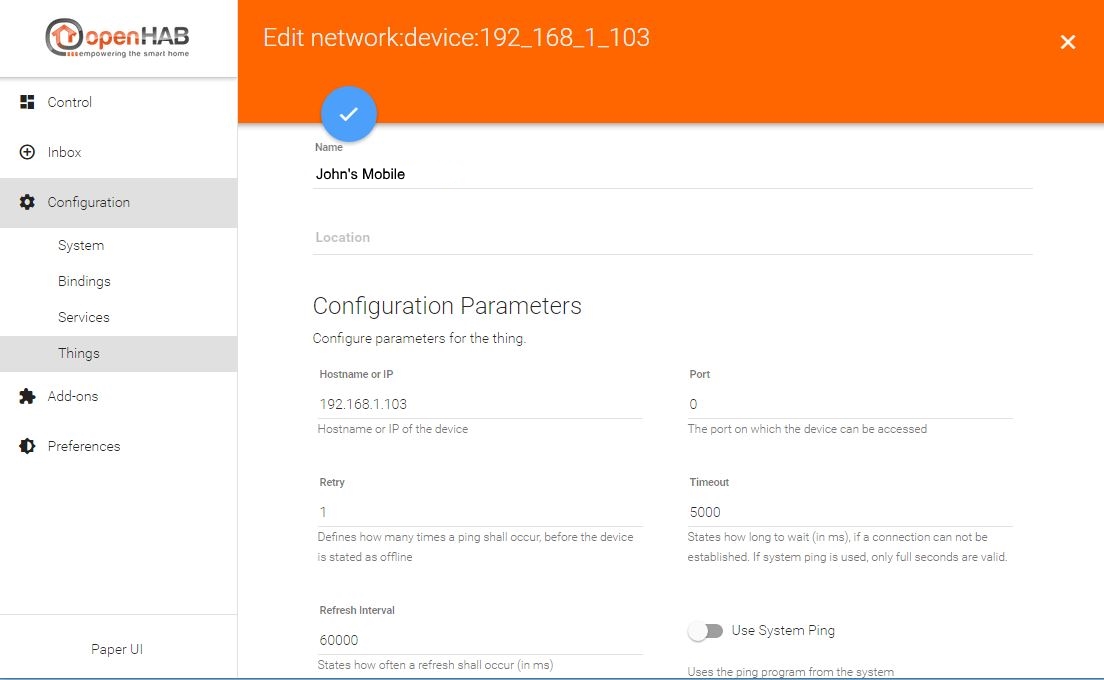 openHAB
empowering the smart home
Control
Inbox
Configuration
System
Bindings
Services
Things
Add-ons
Preferences
Paper UI
Edit network:device:192_168_1_103
Name
John's Mobile
Location
Configuration Parameters
Configure parameters for the thing.
Hostname or IP
192.168.1.103
Hostname or IP of the device
Port
0
The port on which the device can be accessed
Retry
1
Defines how many times a ping shall occur, before the device
is stated as offline
Timeout
5000
States how long to wait (in ms), if a connection can not be
established. If system ping is used, only full seconds are valid.
Refresh Interval
60000
States how often a refresh shall occur (in ms)
Use System Ping
Uses the ping program from the system